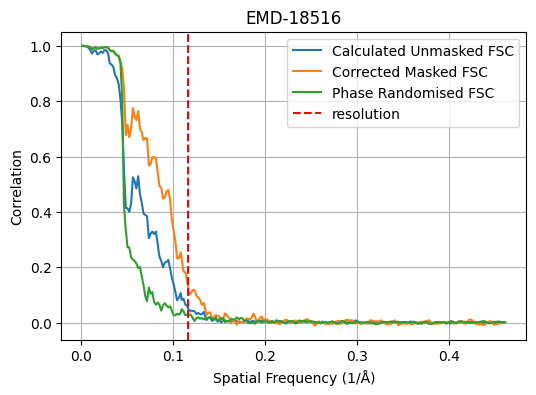 EMD-18516
Calculated Unmasked FSC
Corrected Masked FSC
Phase Randomised FSC
resolution
Correlation
1.0
0.8
0.6
0.4
0.2
0.0
0.0 0.1 0.2 0.3 0.4
Spatial Frequency (1/Å)